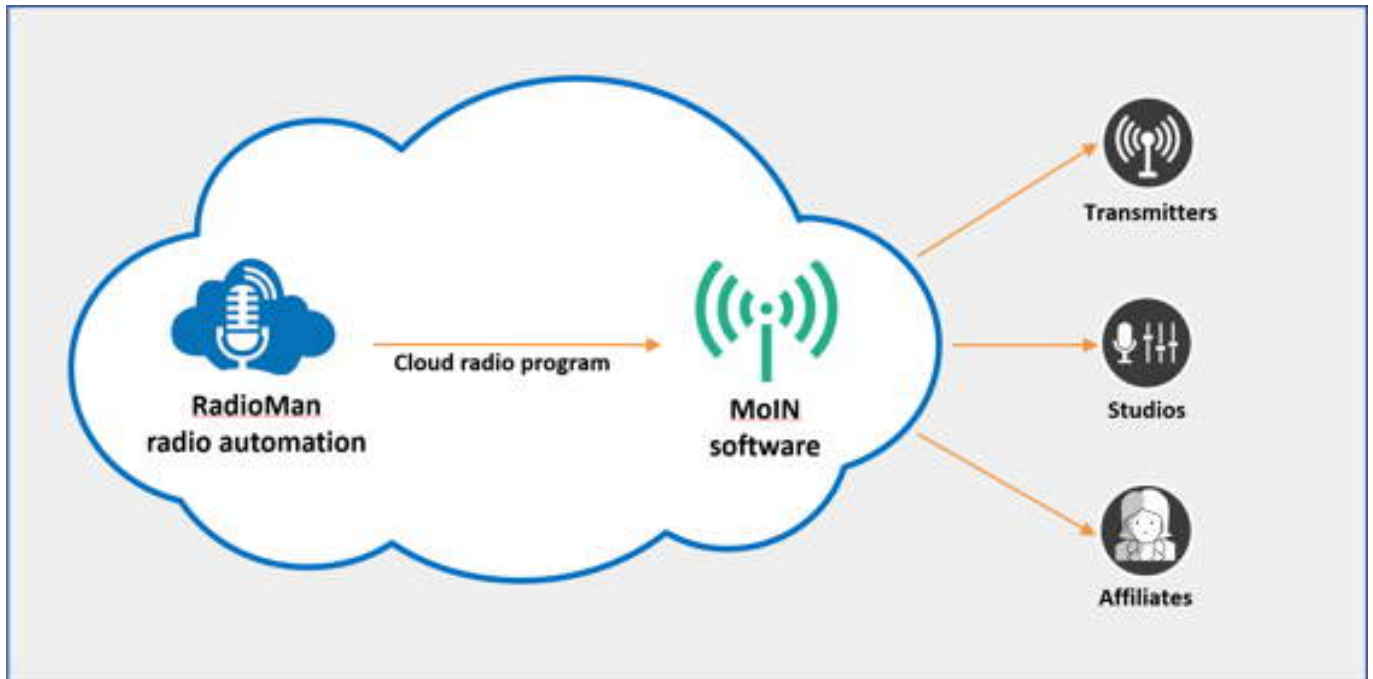 Transmitters
Cloud radio program
RadioMan
radio automation
MoIN
software
Studios
Affiliates